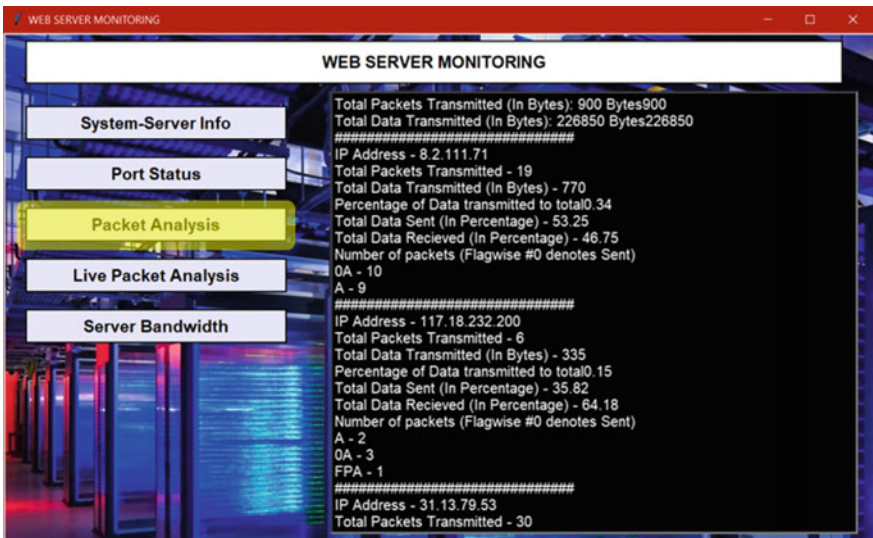 WEB SERVER MONITORING
WEB SERVER MONITORING
System-Server Info
Port Status
Packet Analysis
Live Packet Analysis
Server Bandwidth
Total Packets Transmitted (In Bytes): 900 Bytes900
Total Data Transmitted (In Bytes): 226850 Bytes226850
##############################
IP Address - 8.2.111.71
Total Packets Transmitted - 19
Total Data Transmitted (In Bytes) - 770
Percentage of Data transmitted to total0.34
Total Data Sent (In Percentage) - 53.25
Total Data Recieved (In Percentage) - 46.75
Number of packets (Flagwise #0 denotes Sent)
0A - 10
A - 9
##############################
IP Address - 117.18.232.200
Total Packets Transmitted - 6
Total Data Transmitted (In Bytes) - 335
Percentage of Data transmitted to total0.15
Total Data Sent (In Percentage) - 35.82
Total Data Recieved (In Percentage) - 64.18
Number of packets (Flagwise #0 denotes Sent)
A - 2
0A - 3
FPA - 1
##############################
IP Address - 31.13.79.53
Total Packets Transmitted - 30